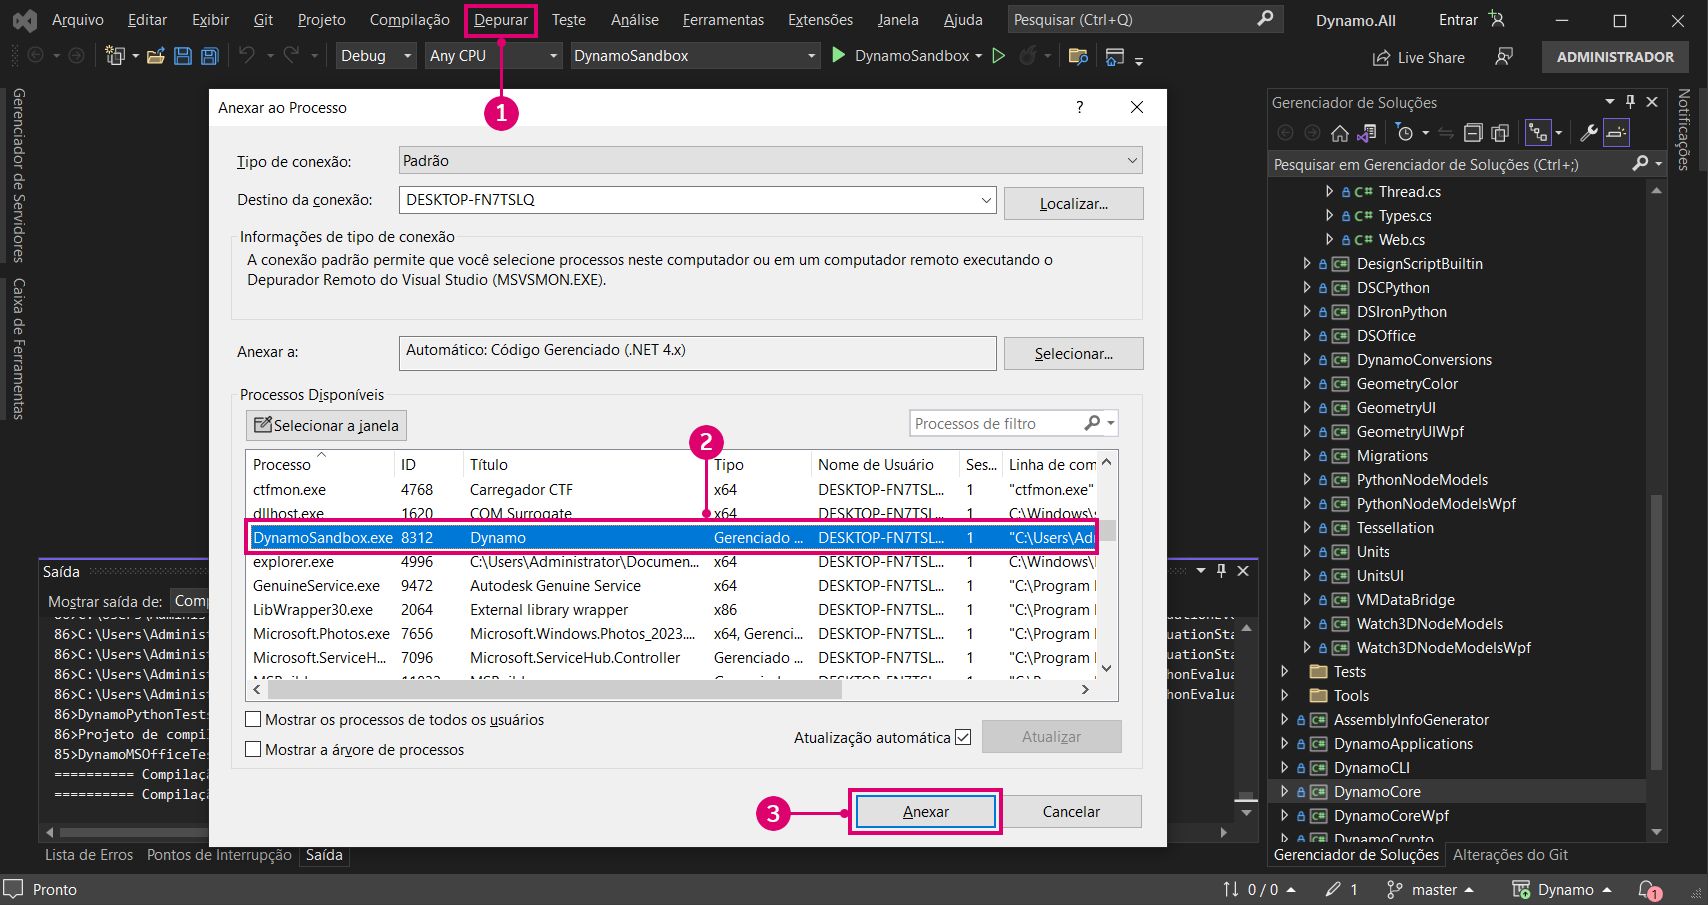 Arquivo Editar Exibir Git Projeto Compilação Depurar Teste Análise Ferramentas Extensões Janela Ajuda Pesquisar (Ctrl+Q) Dynamo.All Entrar
Debug Any CPU DynamoSandbox DynamoSandbox Live Share ADMINISTRADOR
1
Gerenciador de Servidores
Caixa de Ferramentas
Anexar ao Processo ?
Tipo de conexão: Padrão
Destino da conexão: DESKTOP-FN7TSLQ Localizar...
Informações de tipo de conexão
A conexão padrão permite que você selecione processos neste computador ou em um computador remoto executando o
Depurador Remoto do Visual Studio (MSVSMON.EXE).
Anexar a: Automático: Código Gerenciado (.NET 4.x) Selecionar...
Processos Disponíveis
Selecionar a janela Processos de filtro
2
Processo ID Título Tipo Nome de Usuário Ses... Linha de com
ctfmon.exe 4768 Carregador CTF x64 DESKTOP-FN7TSL... 1 "ctfmon.exe"
dllhost.exe 1620 COM Surrogate x64 DESKTOP-FN7TSL... 1 C:\Windows\s
DynamoSandbox.exe 8312 Dynamo Gerenciado ... DESKTOP-FN7TSL... 1 "C:\Users\Ad
explorer.exe 4996 C:\Users\Administrator\Documen... x64 DESKTOP-FN7TSL... 1 C:\Windows\
GenuineService.exe 9472 Autodesk Genuine Service x64 DESKTOP-FN7TSL... 1 "C:\Program
LibWrapper30.exe 2064 External library wrapper x86 DESKTOP-FN7TSL... 1 "C:\Program
Microsoft.Photos.exe 7656 Microsoft.Windows.Photos_2023.... x64, Gerenci... DESKTOP-FN7TSL... 1 "C:\Program
Microsoft.ServiceH... 7096 Microsoft.ServiceHub.Controller Gerenciado ... DESKTOP-FN7TSL... 1 "C:\Program
Mostrar os processos de todos os usuários
Mostrar a árvore de processos
Atualização automática Atualizar
3
Anexar Cancelar
Saída
Mostrar saída de: Comp
86>C:\Users\Adminis
86>C:\Users\Adminis
86>C:\Users\Adminis
86>C:\Users\Adminis
86>DynamoPythonTests
86>Projeto de compil
85>DynamoMSOfficeTe
========== Compilaçã
========== Compilaçã
uationSta
uationSta
honEvalua
honEvalua
Lista de Erros Pontos de Interrupção Saída
Gerenciador de Soluções
Pesquisar em Gerenciador de Soluções (Ctrl+;)
C# Thread.cs
C# Types.cs
C# Web.cs
C# DesignScriptBuiltin
C# DSCPython
C# DSIronPython
C# DSOffice
C# DynamoConversions
C# GeometryColor
C# GeometryUI
C# GeometryUIWpf
C# Migrations
C# PythonNodeModels
C# PythonNodeModelsWpf
C# Tessellation
C# Units
C# UnitsUI
C# VMDataBridge
C# Watch3DNodeModels
C# Watch3DNodeModelsWpf
Tests
Tools
C# AssemblyInfoGenerator
C# DynamoApplications
C# DynamoCLI
C# DynamoCore
C# DynamoCoreWpf
C# DynamoCrypto
Gerenciador de Soluções Alterações do Git
Notificações
Pronto 0 / 0 1 master Dynamo 1